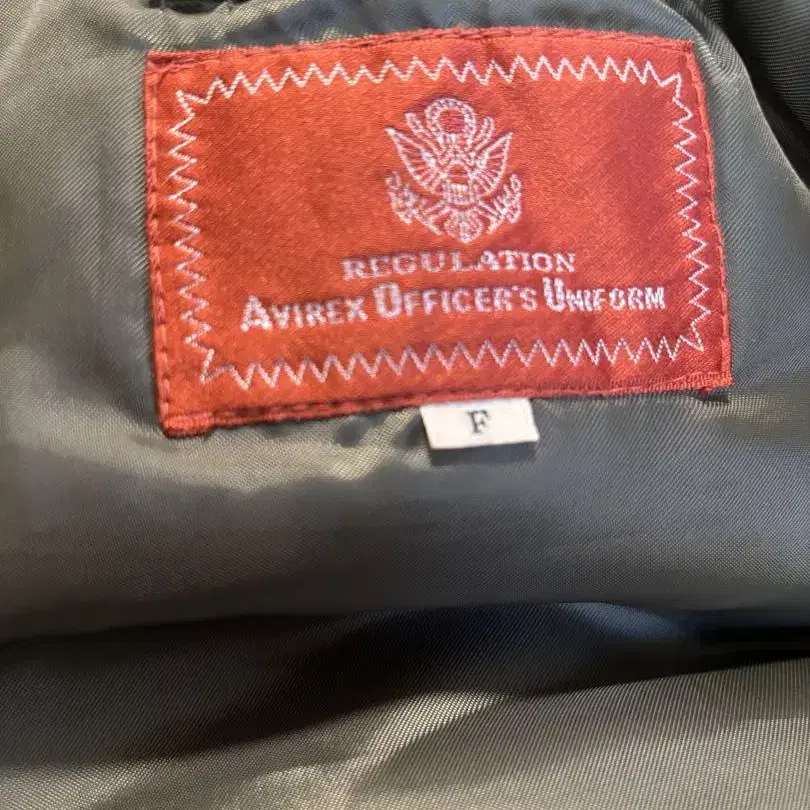 REGULATION
AVIREX OFFICER'S UNIFORM
F